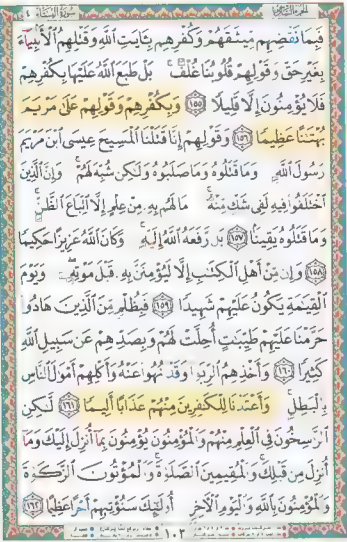 الجزء السادس سورة النساء
فَبِمَا نَقْضِهِم مِّيثَٰقَهُمْ وَكُفْرِهِم بِـَٔايَٰتِ ٱللَّهِ وَقَتْلِهِمُ ٱلْأَنۢبِيَآءَ
بِغَيْرِ حَقٍّ وَقَوْلِهِمْ قُلُوبُنَا غُلْفٌۢ ۚ بَلْ طَبَعَ ٱللَّهُ عَلَيْهَا بِكُفْرِهِمْ
فَلَا يُؤْمِنُونَ إِلَّا قَلِيلًا ١٥٥ وَبِكُفْرِهِمْ وَقَوْلِهِمْ عَلَىٰ مَرْيَمَ
بُهْتَٰنًا عَظِيمًا ١٥٦ وَقَوْلِهِمْ إِنَّا قَتَلْنَا ٱلْمَسِيحَ عِيسَى ٱبْنَ مَرْيَمَ
رَسُولَ ٱللَّهِ وَمَا قَتَلُوهُ وَمَا صَلَبُوهُ وَلَٰكِن شُبِّهَ لَهُمْ ۚ وَإِنَّ ٱلَّذِينَ
ٱخْتَلَفُوا۟ فِيهِ لَفِى شَكٍّ مِّنْهُ ۚ مَا لَهُم بِهِۦ مِنْ عِلْمٍ إِلَّا ٱتِّبَاعَ ٱلظَّنِّ ۚ
وَمَا قَتَلُوهُ يَقِينًۢا ١٥٧ بَل رَّفَعَهُ ٱللَّهُ إِلَيْهِ ۚ وَكَانَ ٱللَّهُ عَزِيزًا حَكِيمًا
١٥٨ وَإِن مِّنْ أَهْلِ ٱلْكِتَٰبِ إِلَّا لَيُؤْمِنَنَّ بِهِۦ قَبْلَ مَوْتِهِۦ ۖ وَيَوْمَ
ٱلْقِيَٰمَةِ يَكُونُ عَلَيْهِمْ شَهِيدًا ١٥٩ فَبِظُلْمٍ مِّنَ ٱلَّذِينَ هَادُوا۟
حَرَّمْنَا عَلَيْهِمْ طَيِّبَٰتٍ أُحِلَّتْ لَهُمْ وَبِصَدِّهِمْ عَن سَبِيلِ ٱللَّهِ
كَثِيرًا ١٦٠ وَأَخْذِهِمُ ٱلرِّبَوٰا۟ وَقَدْ نُهُوا۟ عَنْهُ وَأَكْلِهِمْ أَمْوَٰلَ ٱلنَّاسِ
بِٱلْبَٰطِلِ ۚ وَأَعْتَدْنَا لِلْكَٰفِرِينَ مِنْهُمْ عَذَابًا أَلِيمًا ١٦١ لَّٰكِنِ
ٱلرَّٰسِخُونَ فِى ٱلْعِلْمِ مِنْهُمْ وَٱلْمُؤْمِنُونَ يُؤْمِنُونَ بِمَآ أُنزِلَ إِلَيْكَ وَمَآ
أُنزِلَ مِن قَبْلِكَ ۚ وَٱلْمُقِيمِينَ ٱلصَّلَوٰةَ ۚ وَٱلْمُؤْتُونَ ٱلزَّكَوٰةَ
وَٱلْمُؤْمِنُونَ بِٱللَّهِ وَٱلْيَوْمِ ٱلْءَاخِرِ أُو۟لَٰٓئِكَ سَنُؤْتِيهِمْ أَجْرًا عَظِيمًا ١٦٢
١٠٣